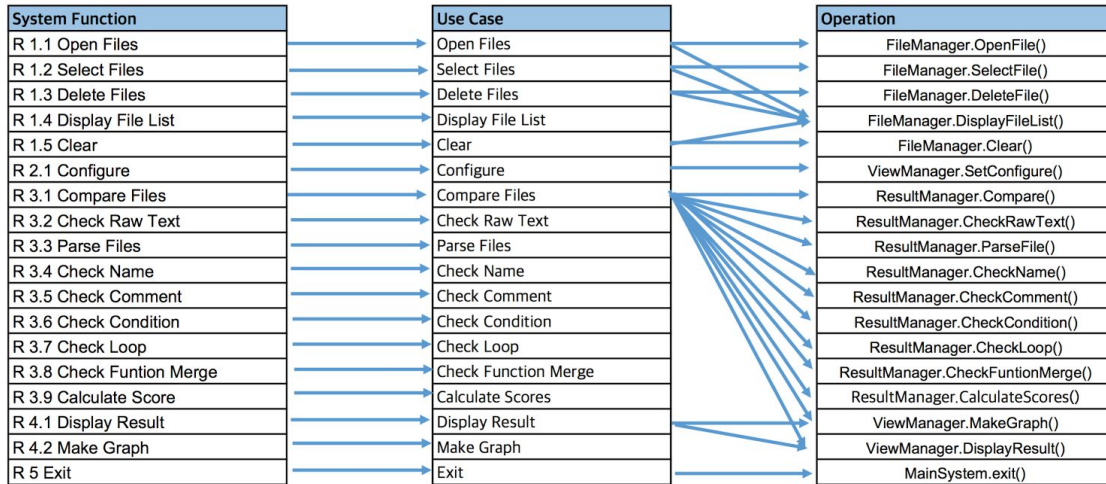 System Function
R 1.1 Open Files
R 1.2 Select Files
R 1.3 Delete Files
R 1.4 Display File List
R 1.5 Clear
R 2.1 Configure
R 3.1 Compare Files
R 3.2 Check Raw Text
R 3.3 Parse Files
R 3.4 Check Name
R 3.5 Check Comment
R 3.6 Check Condition
R 3.7 Check Loop
R 3.8 Check Funtion Merge
R 3.9 Calculate Score
R 4.1 Display Result
R 4.2 Make Graph
R 5 Exit
Use Case
Open Files
Select Files
Delete Files
Display File List
Clear
Configure
Compare Files
Check Raw Text
Parse Files
Check Name
Check Comment
Check Condition
Check Loop
Check Function Merge
Calculate Scores
Display Result
Make Graph
Exit
Operation
FileManager.OpenFile()
FileManager.SelectFile()
FileManager.DeleteFile()
FileManager.DisplayFileList()
FileManager.Clear()
ViewManager.SetConfigure()
ResultManager.Compare()
ResultManager.CheckRawText()
ResultManager.ParseFile()
ResultManager.CheckName()
ResultManager.CheckComment()
ResultManager.CheckCondition()
ResultManager.CheckLoop()
ResultManager.CheckFuntionMerge()
ResultManager.CalculateScores()
ViewManager.MakeGraph()
ViewManager.DisplayResult()
MainSystem.exit()